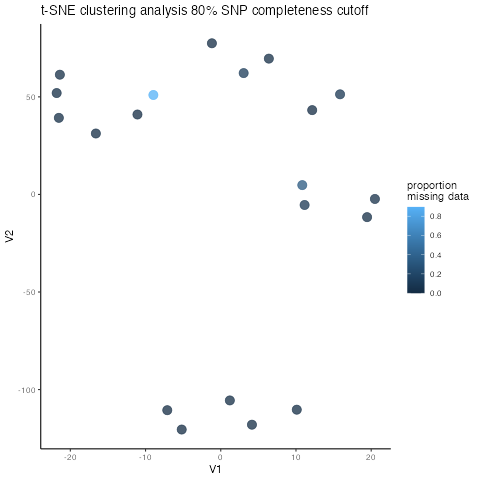 t-SNE clustering analysis 80% SNP completeness cutoff
50
0
-50
-100
V2
-20
-10
0
10
20
V1
proportion
missing data
0.8
0.6
0.4
0.2
0.0